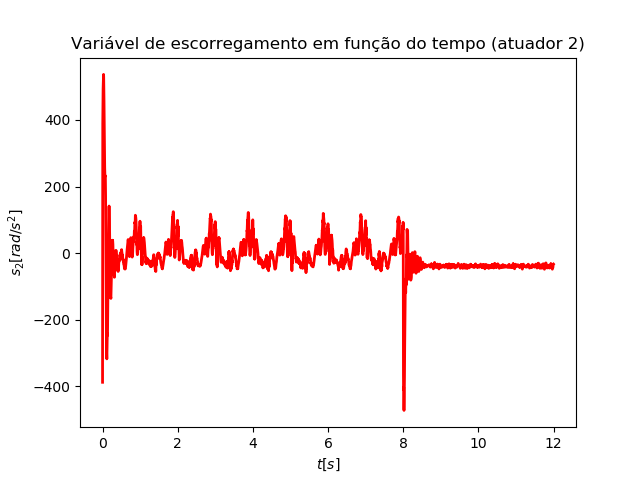 Variável de escorregamento em função do tempo (atuador 2)
400
200
0
−200
−400
s₂[rad/s²]
0 2 4 6 8 10 12
t[s]